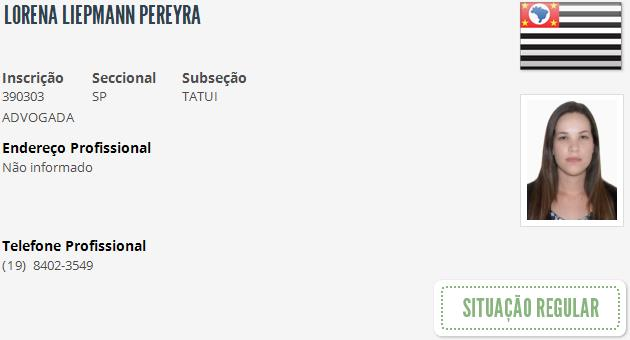 LORENA LIEPMANN PEREYRA
Inscrição Seccional Subseção
390303 SP TATUI
ADVOGADA
Endereço Profissional
Não informado
Telefone Profissional
(19) 8402-3549
SITUAÇÃO REGULAR